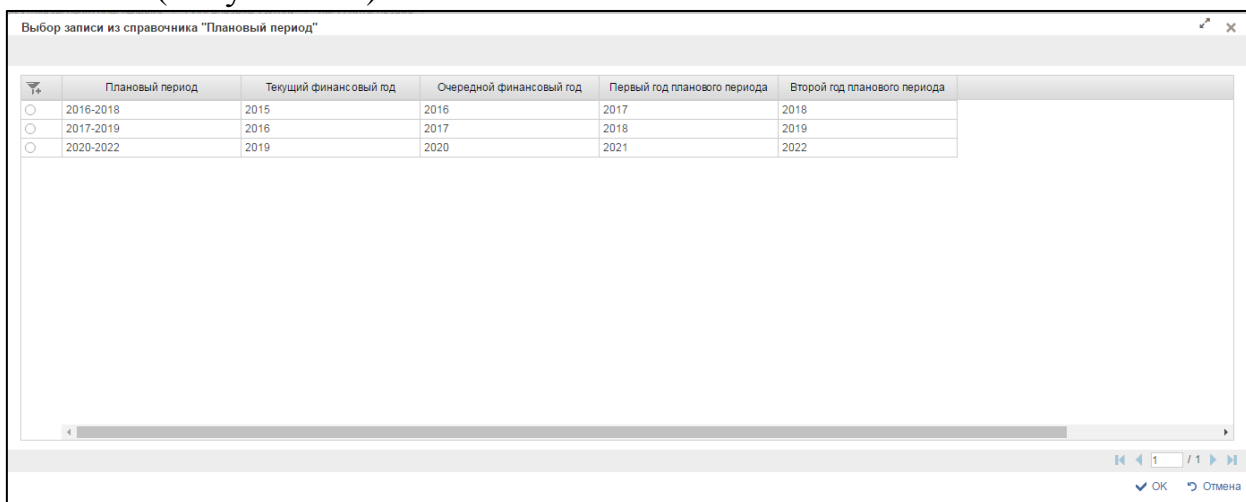 Выбор записи из справочника "Плановый период"
Плановый период Текущий финансовый год Очередной финансовый год Первый год планового периода Второй год планового периода
2016-2018 2015 2016 2017 2018
2017-2019 2016 2017 2018 2019
2020-2022 2019 2020 2021 2022
1 / 1
ОК Отмена